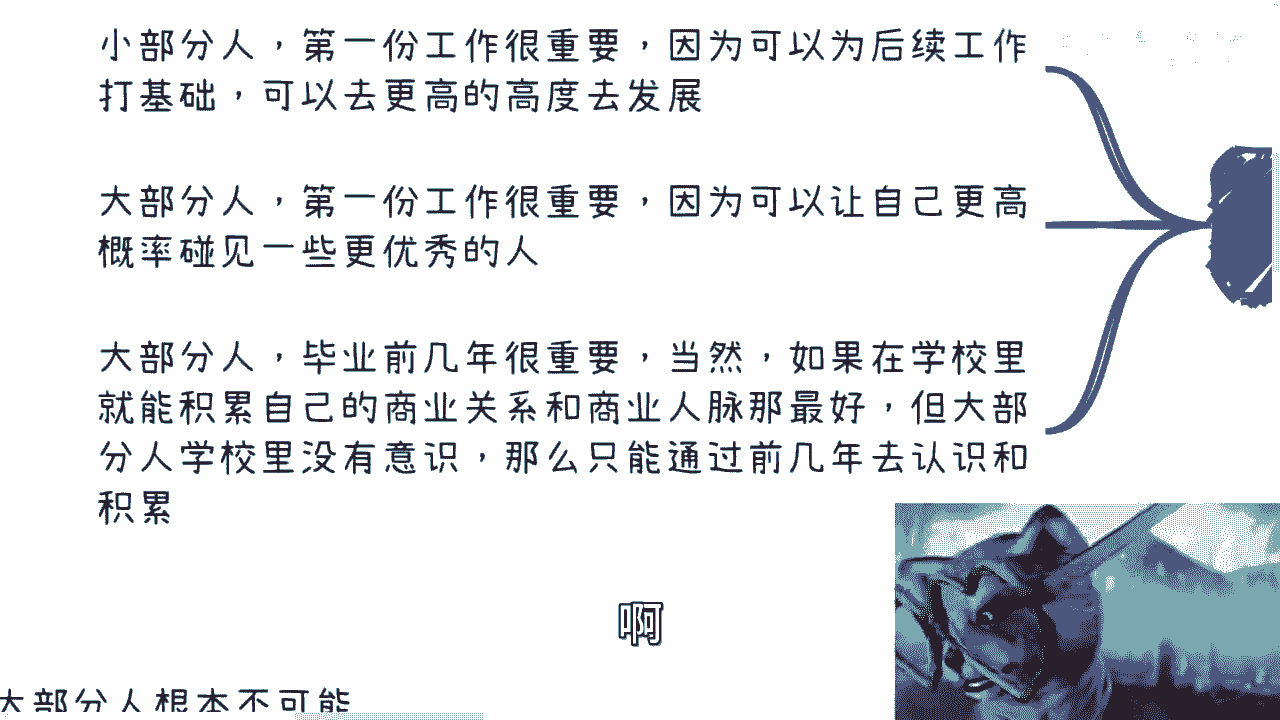 小部分人，第一份工作很重要，因为可以为后续工作
打基础，可以去更高的高度去发展
大部分人，第一份工作很重要，因为可以让自己更高
概率碰见一些更优秀的人
大部分人，毕业前几年很重要，当然，如果在学校里
就能积累自己的商业关系和商业人脉那最好，但大部
分人学校里没有意识，那么只能通过前几年去认识和
积累
啊
大部分人根本不可能